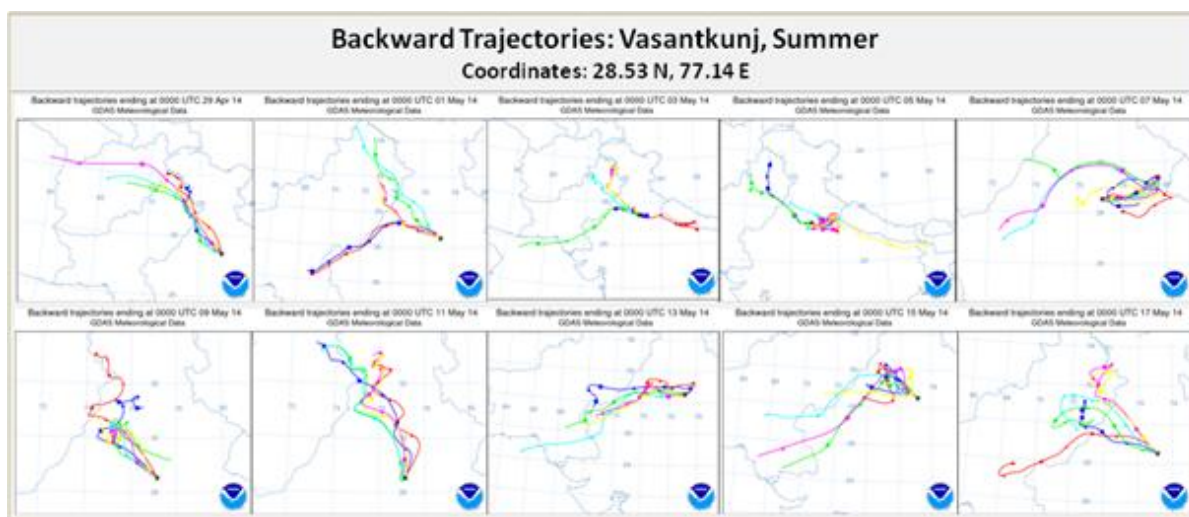 Backward Trajectories: Vasantkunj, Summer
Coordinates: 28.53 N, 77.14 E
Backward trajectories ending at 0000 UTC 29 Apr 14
GDAS Meteorological Data
Backward trajectories ending at 0000 UTC 01 May 14
GDAS Meteorological Data
Backward trajectories ending at 0000 UTC 03 May 14
GDAS Meteorological Data
Backward trajectories ending at 0000 UTC 05 May 14
GDAS Meteorological Data
Backward trajectories ending at 0000 UTC 07 May 14
GDAS Meteorological Data
Backward trajectories ending at 0000 UTC 09 May 14
GDAS Meteorological Data
Backward trajectories ending at 0000 UTC 11 May 14
GDAS Meteorological Data
Backward trajectories ending at 0000 UTC 13 May 14
GDAS Meteorological Data
Backward trajectories ending at 0000 UTC 15 May 14
GDAS Meteorological Data
Backward trajectories ending at 0000 UTC 17 May 14
GDAS Meteorological Data